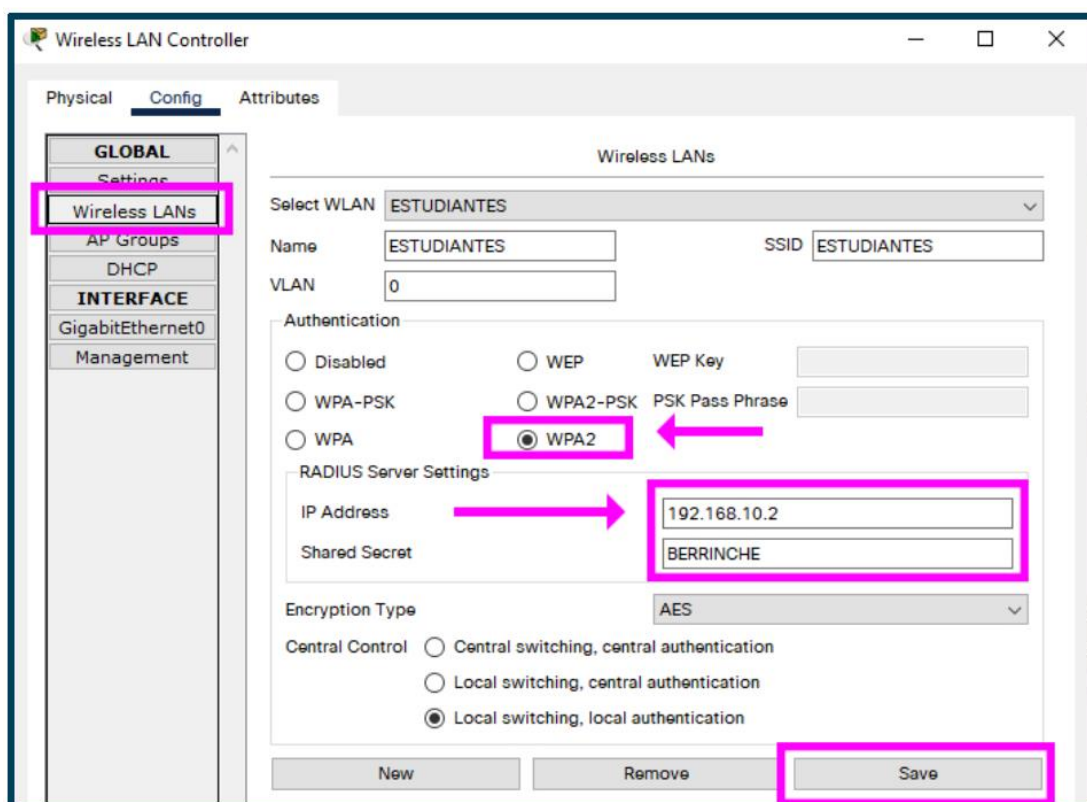 Wireless LAN Controller
Physical Config Attributes
GLOBAL
Settings
Wireless LANs
AP Groups
DHCP
INTERFACE
GigabitEthernet0
Management
Wireless LANs
Select WLAN ESTUDIANTES
Name ESTUDIANTES SSID ESTUDIANTES
VLAN 0
Authentication
Disabled WEP WEP Key
WPA-PSK WPA2-PSK PSK Pass Phrase
WPA WPA2
RADIUS Server Settings
IP Address 192.168.10.2
Shared Secret BERRINCHE
Encryption Type AES
Central Control Central switching, central authentication
Local switching, central authentication
Local switching, local authentication
New Remove Save